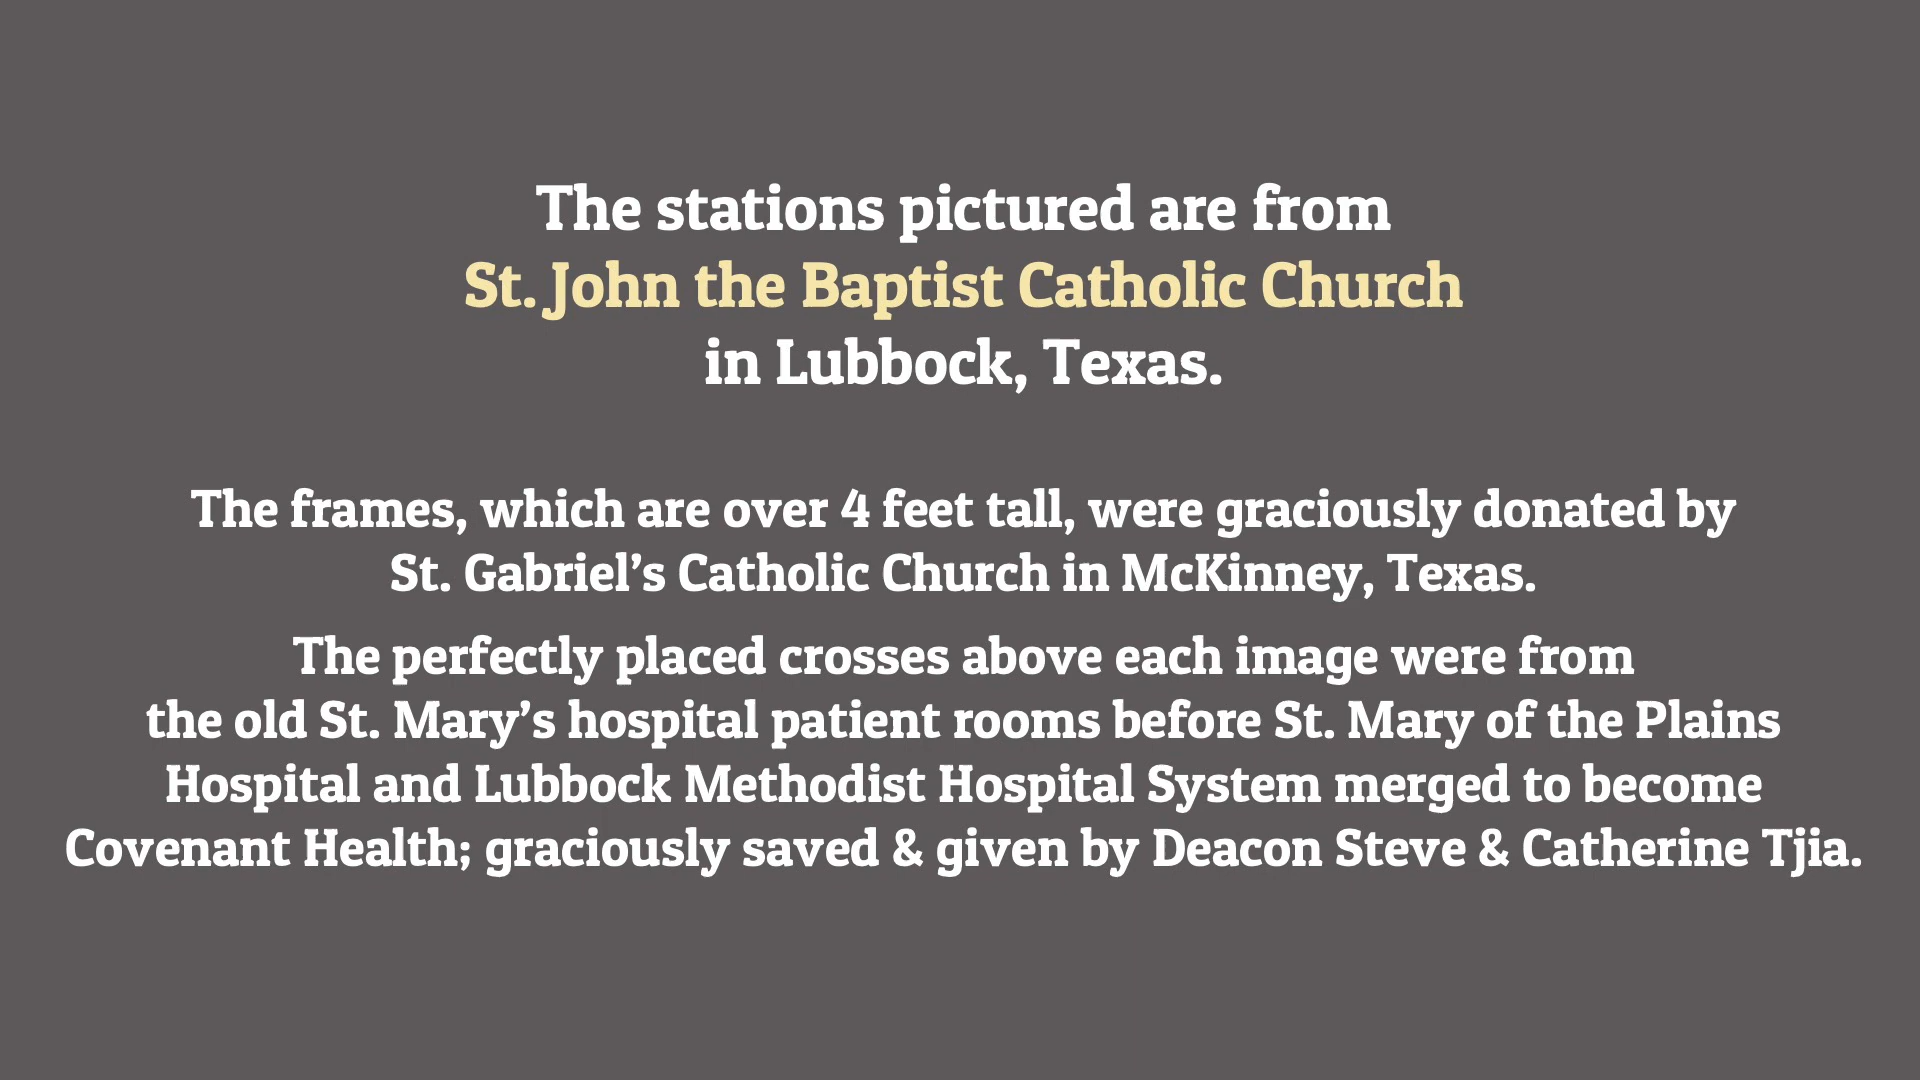 The stations pictured are from
St. John the Baptist Catholic Church
in Lubbock, Texas.
The frames, which are over 4 feet tall, were graciously donated by
St. Gabriel’s Catholic Church in McKinney, Texas.
The perfectly placed crosses above each image were from
the old St. Mary’s hospital patient rooms before St. Mary of the Plains
Hospital and Lubbock Methodist Hospital System merged to become
Covenant Health; graciously saved & given by Deacon Steve & Catherine Tjia.